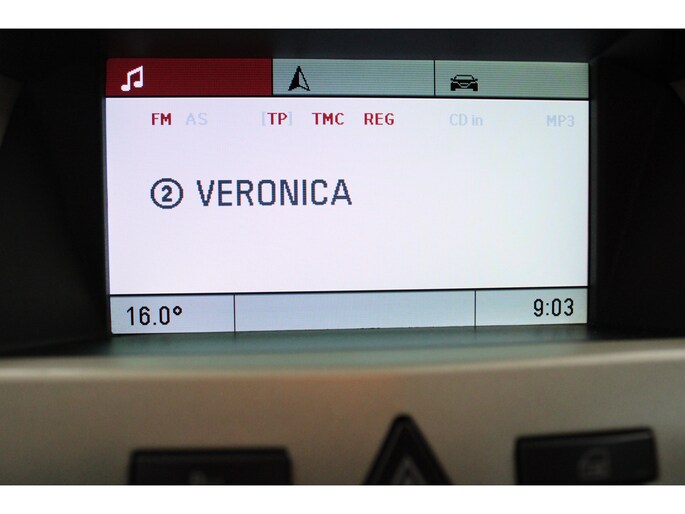 FM AS [TP] TMC REG CD in MP3
② VERONICA
16.0° 9:03